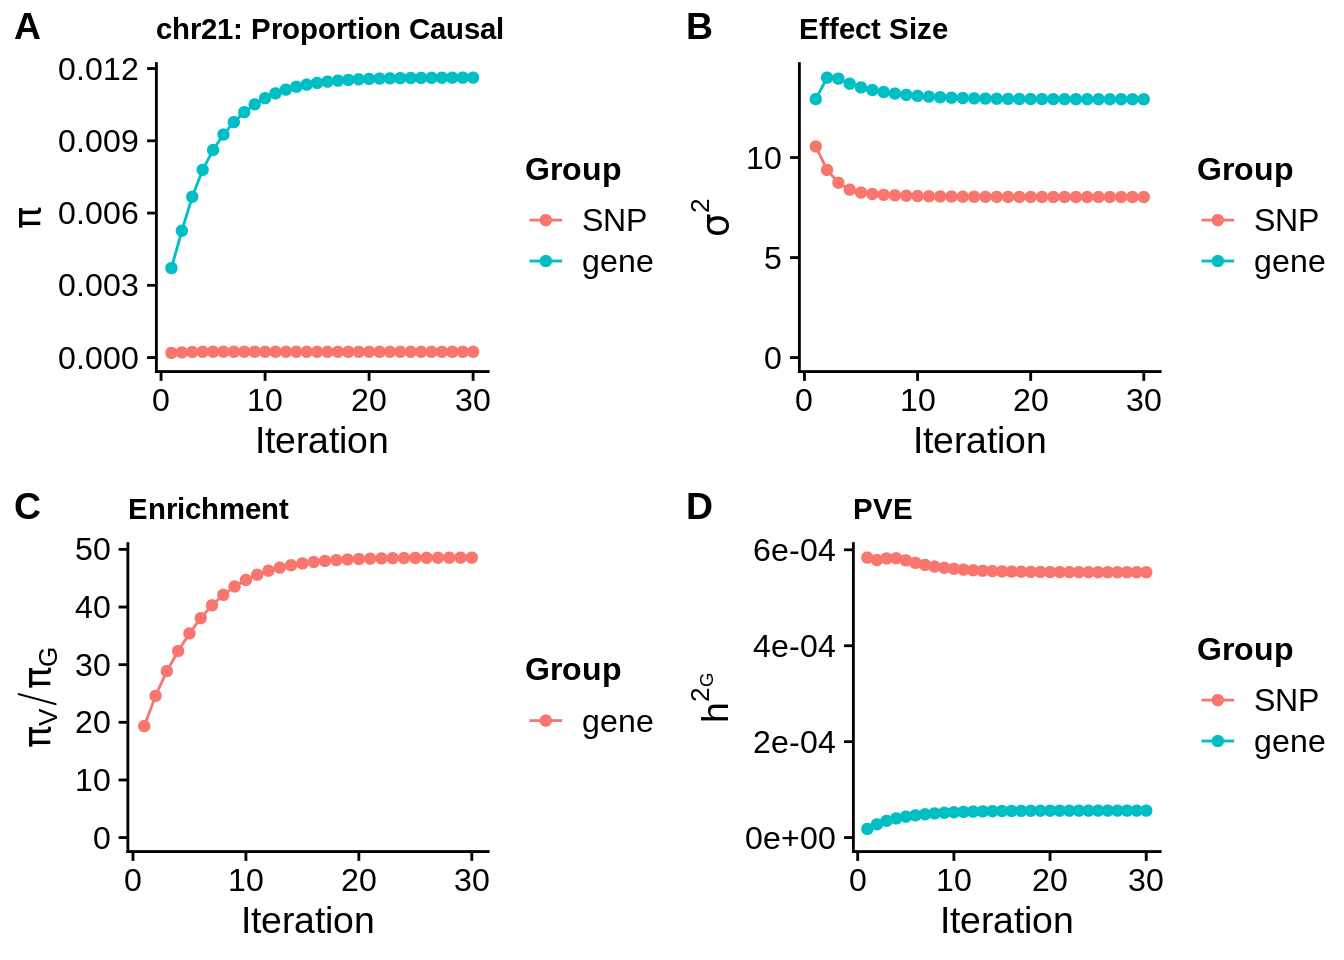 A
chr21: Proportion Causal
0.012
0.009
0.006
0.003
0.000
π
0
10
20
30
Iteration
Group
SNP
gene
B
Effect Size
10
5
0
σ²
0
10
20
30
Iteration
Group
SNP
gene
C
Enrichment
50
40
30
20
10
0
πV/πG
0
10
20
30
Iteration
Group
gene
D
PVE
6e-04
4e-04
2e-04
0e+00
h²G
0
10
20
30
Iteration
Group
SNP
gene